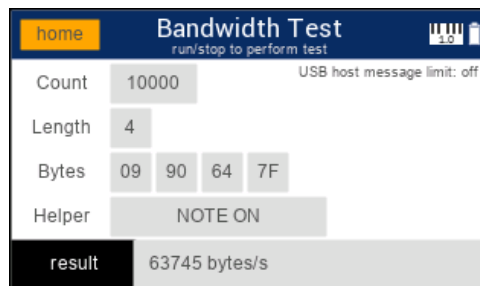 home
Bandwidth Test
run/stop to perform test
1.0
USB host message limit: off
Count 10000
Length 4
Bytes 09 90 64 7F
Helper NOTE ON
result 63745 bytes/s